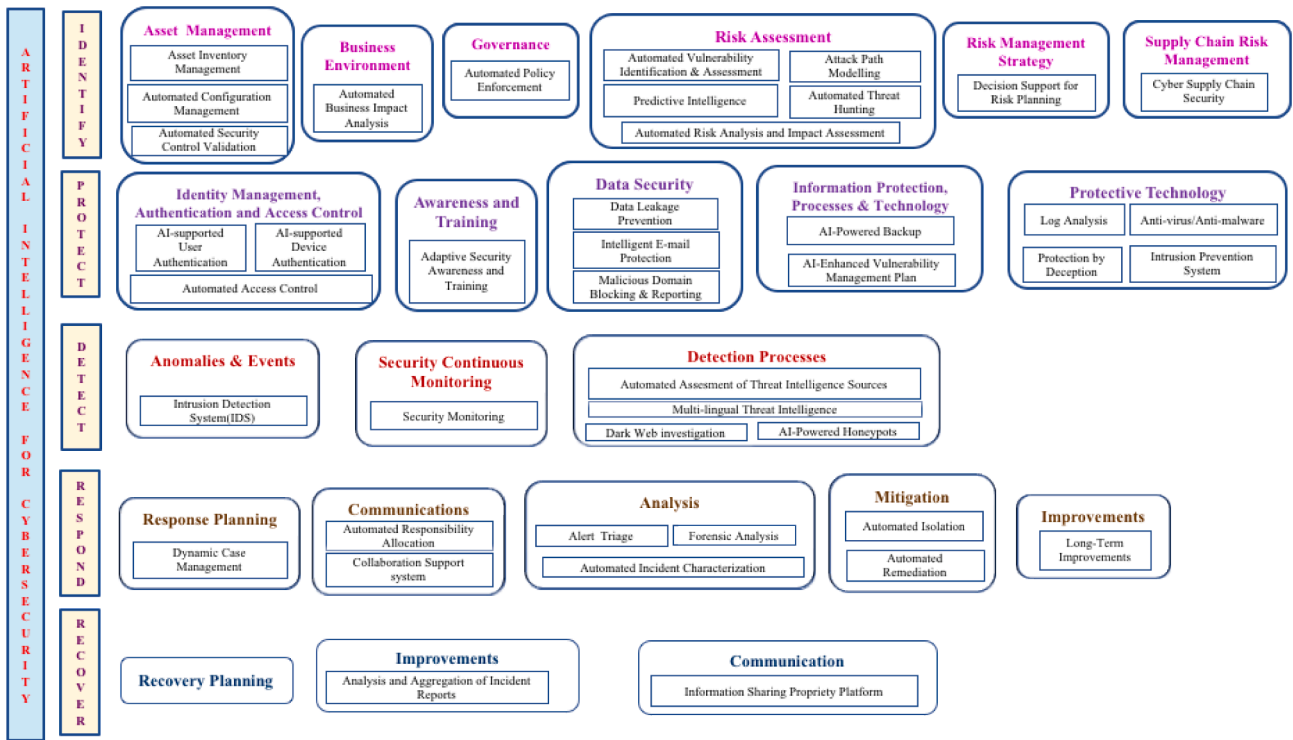 ARTIFICIAL INTELLIGENCE FOR CYBERSECURITY
IDENTIFY
Asset Management
Asset Inventory
Management
Automated Configuration
Management
Automated Security
Control Validation
Business
Environment
Automated
Business Impact
Analysis
Governance
Automated Policy
Enforcement
Risk Assessment
Automated Vulnerability
Identification & Assessment
Attack Path
Modelling
Predictive Intelligence
Automated Threat
Hunting
Automated Risk Analysis and Impact Assessment
Risk Management
Strategy
Decision Support for
Risk Planning
Supply Chain Risk
Management
Cyber Supply Chain
Security
PROTECT
Identity Management,
Authentication and Access Control
AI-supported
User
Authentication
AI-supported
Device
Authentication
Automated Access Control
Awareness and
Training
Adaptive Security
Awareness and
Training
Data Security
Data Leakage
Prevention
Intelligent E-mail
Protection
Malicious Domain
Blocking & Reporting
Information Protection,
Processes & Technology
AI-Powered Backup
AI-Enhanced Vulnerability
Management Plan
Protective Technology
Log Analysis
Anti-virus/Anti-malware
Protection by
Deception
Intrusion Prevention
System
DETECT
Anomalies & Events
Intrusion Detection
System(IDS)
Security Continuous
Monitoring
Security Monitoring
Detection Processes
Automated Assesment of Threat Intelligence Sources
Multi-lingual Threat Intelligence
Dark Web investigation
AI-Powered Honeypots
RESPOND
Response Planning
Dynamic Case
Management
Communications
Automated Responsibility
Allocation
Collaboration Support
system
Analysis
Alert Triage
Forensic Analysis
Automated Incident Characterization
Mitigation
Automated Isolation
Automated
Remediation
Improvements
Long-Term
Improvements
RECOVER
Recovery Planning
Improvements
Analysis and Aggregation of Incident
Reports
Communication
Information Sharing Propriety Platform